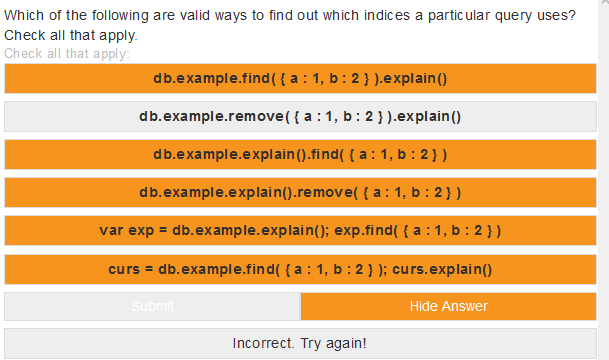 Which of the following are valid ways to find out which indices a particular query uses?
Check all that apply.
Check all that apply:
db.example.find( { a : 1, b : 2 } ).explain()
db.example.remove( { a : 1, b : 2 } ).explain()
db.example.explain().find( { a : 1, b : 2 } )
db.example.explain().remove( { a : 1, b : 2 } )
var exp = db.example.explain(); exp.find( { a : 1, b : 2 } )
curs = db.example.find( { a : 1, b : 2 } ); curs.explain()
Submit Hide Answer
Incorrect. Try again!